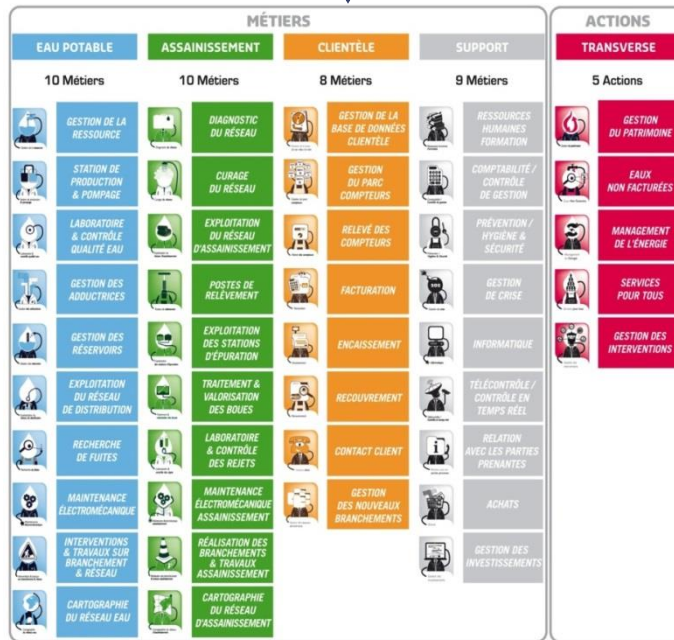 MÉTIERS
ACTIONS
EAU POTABLE
ASSAINISSEMENT
CLIENTÈLE
SUPPORT
TRANSVERSE
10 Métiers
10 Métiers
8 Métiers
9 Métiers
5 Actions
GESTION DE LA
RESSOURCE
STATION DE
PRODUCTION
& POMPAGE
LABORATOIRE
& CONTRÔLE
QUALITÉ EAU
GESTION DES
ADDUCTRICES
GESTION DES
RÉSERVOIRS
EXPLOITATION
DU RÉSEAU
DE DISTRIBUTION
RECHERCHE
DE FUITES
MAINTENANCE
ÉLECTROMÉCANIQUE
INTERVENTIONS
& TRAVAUX SUR
BRANCHEMENT
& RÉSEAU
CARTOGRAPHIE
DU RÉSEAU EAU
DIAGNOSTIC
DU RÉSEAU
CURAGE
DU RÉSEAU
EXPLOITATION
DU RÉSEAU
D'ASSAINISSEMENT
POSTES DE
RELÈVEMENT
EXPLOITATION
DES STATIONS
D'ÉPURATION
TRAITEMENT &
VALORISATION
DES BOUES
LABORATOIRE
& CONTRÔLE
DES REJETS
MAINTENANCE
ÉLECTROMÉCANIQUE
ASSAINISSEMENT
RÉALISATION DES
BRANCHEMENTS
& TRAVAUX
ASSAINISSEMENT
CARTOGRAPHIE
DU RÉSEAU
D'ASSAINISSEMENT
GESTION DE LA
BASE DE DONNÉES
CLIENTÈLE
GESTION
DU PARC
COMPTEURS
RELEVÉ DES
COMPTEURS
FACTURATION
ENCAISSEMENT
RECOUVREMENT
CONTACT CLIENT
GESTION
DES NOUVEAUX
BRANCHEMENTS
RESSOURCES
HUMAINES
FORMATION
COMPTABILITÉ /
CONTRÔLE
DE GESTION
PRÉVENTION /
HYGIÈNE &
SÉCURITÉ
GESTION
DE CRISE
INFORMATIQUE
TÉLÉCONTRÔLE /
CONTRÔLE EN
TEMPS RÉEL
RELATION
AVEC LES PARTIES
PRENANTES
ACHATS
GESTION DES
INVESTISSEMENTS
GESTION
DU PATRIMOINE
EAUX
NON FACTURÉES
MANAGEMENT
DE L'ÉNERGIE
SERVICES
POUR TOUS
GESTION DES
INTERVENTIONS